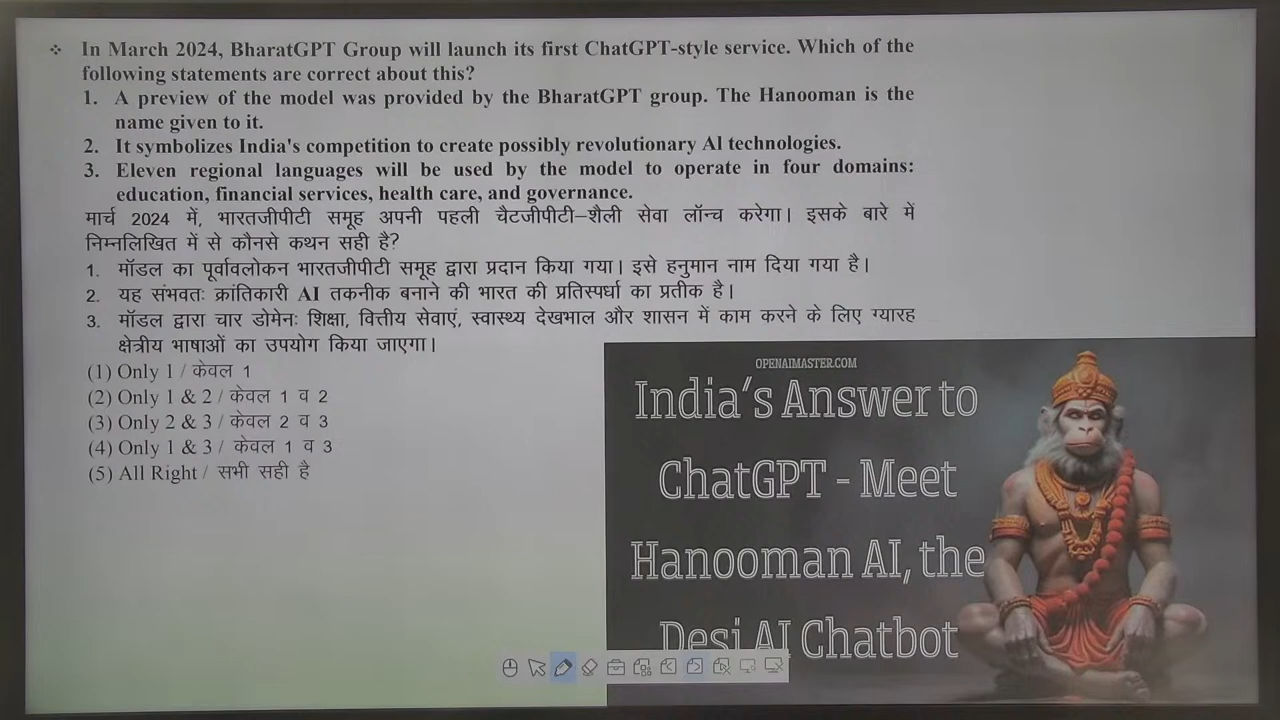 ❖ In March 2024, BharatGPT Group will launch its first ChatGPT-style service. Which of the
following statements are correct about this?
1. A preview of the model was provided by the BharatGPT group. The Hanooman is the
name given to it.
2. It symbolizes India's competition to create possibly revolutionary AI technologies.
3. Eleven regional languages will be used by the model to operate in four domains:
education, financial services, health care, and governance.
मार्च 2024 में, भारतजीपीटी समूह अपनी पहली चैटजीपीटी–शैली सेवा लॉन्च करेगा। इसके बारे में
निम्नलिखित में से कौनसे कथन सही है?
1. मॉडल का पूर्वावलोकन भारतजीपीटी समूह द्वारा प्रदान किया गया। इसे हनुमान नाम दिया गया है।
2. यह संभवतः क्रांतिकारी AI तकनीक बनाने की भारत की प्रतिस्पर्धा का प्रतीक है।
3. मॉडल द्वारा चार डोमेनः शिक्षा, वित्तीय सेवाएं, स्वास्थ्य देखभाल और शासन में काम करने के लिए ग्यारह
क्षेत्रीय भाषाओं का उपयोग किया जाएगा।
(1) Only 1 / केवल 1
(2) Only 1 & 2 / केवल 1 व 2
(3) Only 2 & 3 / केवल 2 व 3
(4) Only 1 & 3 / केवल 1 व 3
(5) All Right / सभी सही है
OPENAIMASTER.COM
India's Answer to
ChatGPT - Meet
Hanooman AI, the
Desi AI Chatbot